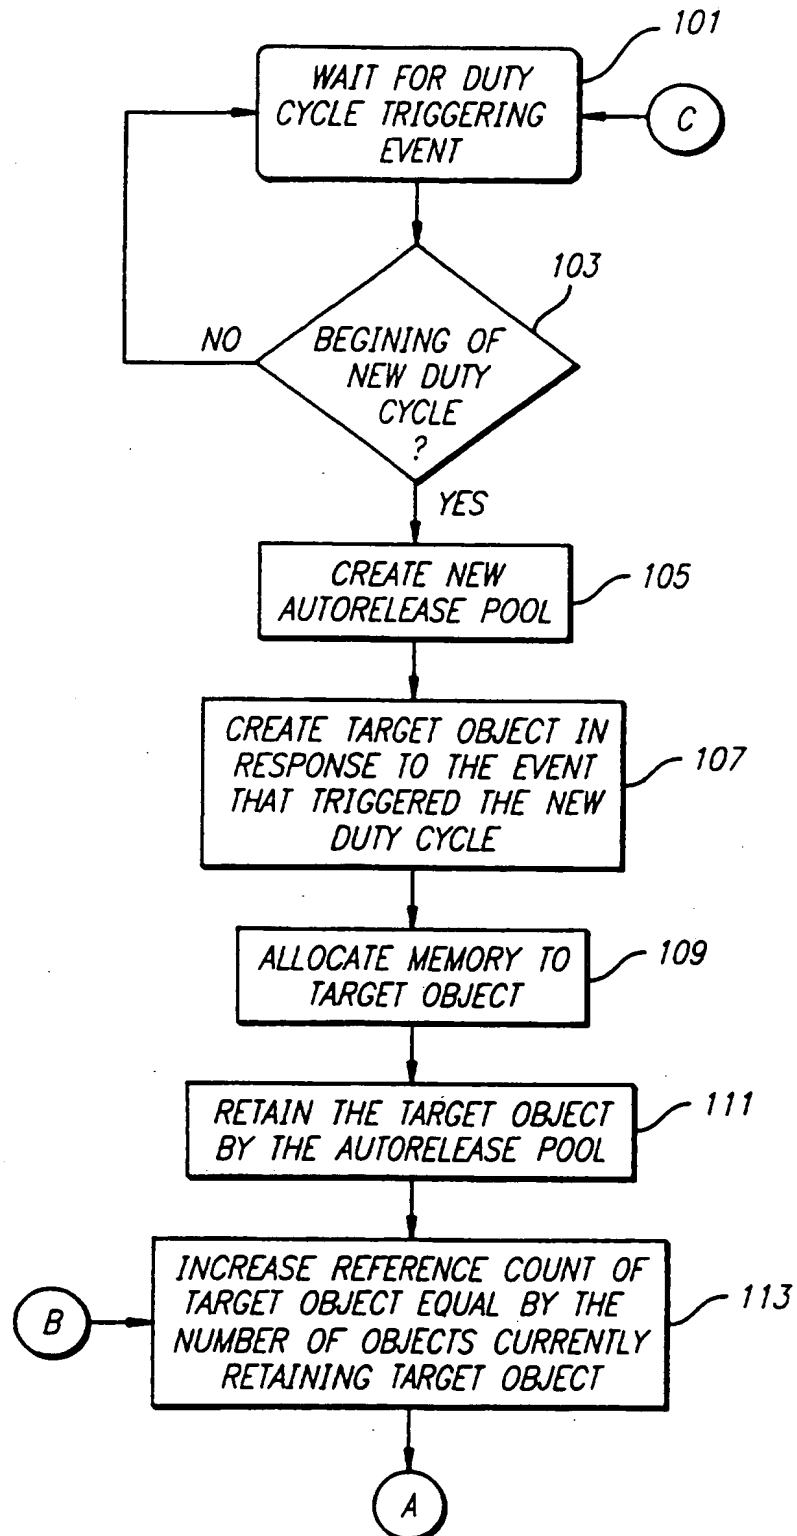 101
WAIT FOR DUTY
CYCLE TRIGGERING
EVENT
C
103
NO
BEGINING OF
NEW DUTY
CYCLE
?
YES
CREATE NEW
AUTORELEASE POOL
105
CREATE TARGET OBJECT IN
RESPONSE TO THE EVENT
THAT TRIGGERED THE NEW
DUTY CYCLE
107
ALLOCATE MEMORY TO
TARGET OBJECT
109
RETAIN THE TARGET OBJECT
BY THE AUTORELEASE POOL
111
B
INCREASE REFERENCE COUNT OF
TARGET OBJECT EQUAL BY THE
NUMBER OF OBJECTS CURRENTLY
RETAINING TARGET OBJECT
113
A